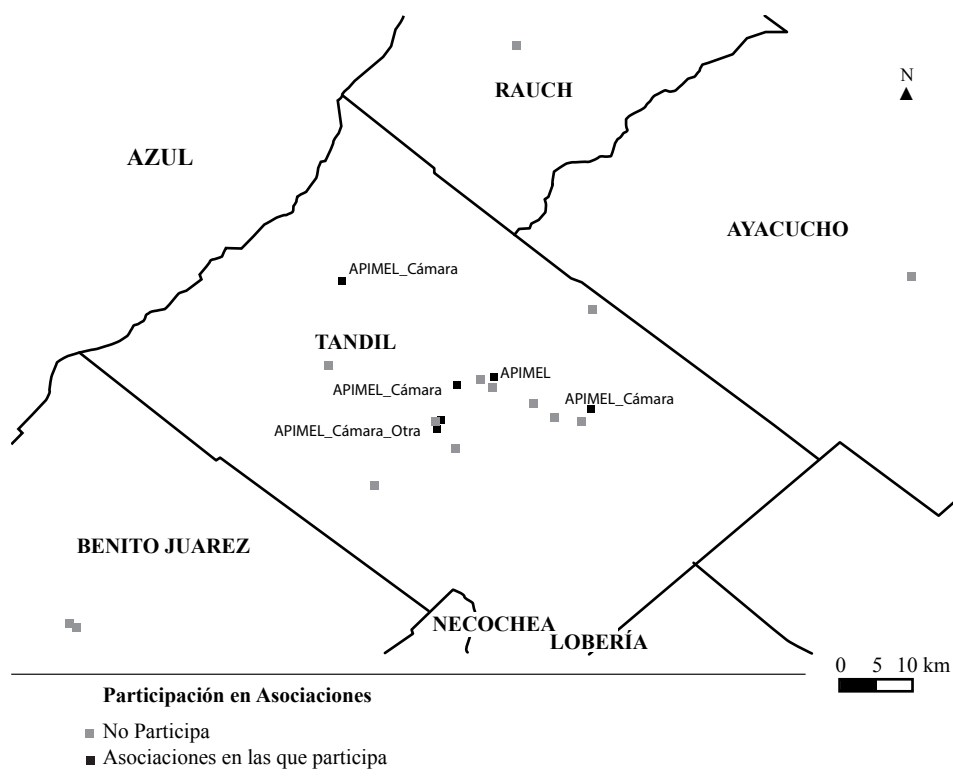 RAUCH
N
AZUL
AYACUCHO
APIMEL_Cámara
TANDIL
APIMEL
APIMEL_Cámara
APIMEL_Cámara
APIMEL_Cámara_Otra
BENITO JUAREZ
NECOCHEA
LOBERÍA
0 5 10 km
Participación en Asociaciones
No Participa
Asociaciones en las que participa